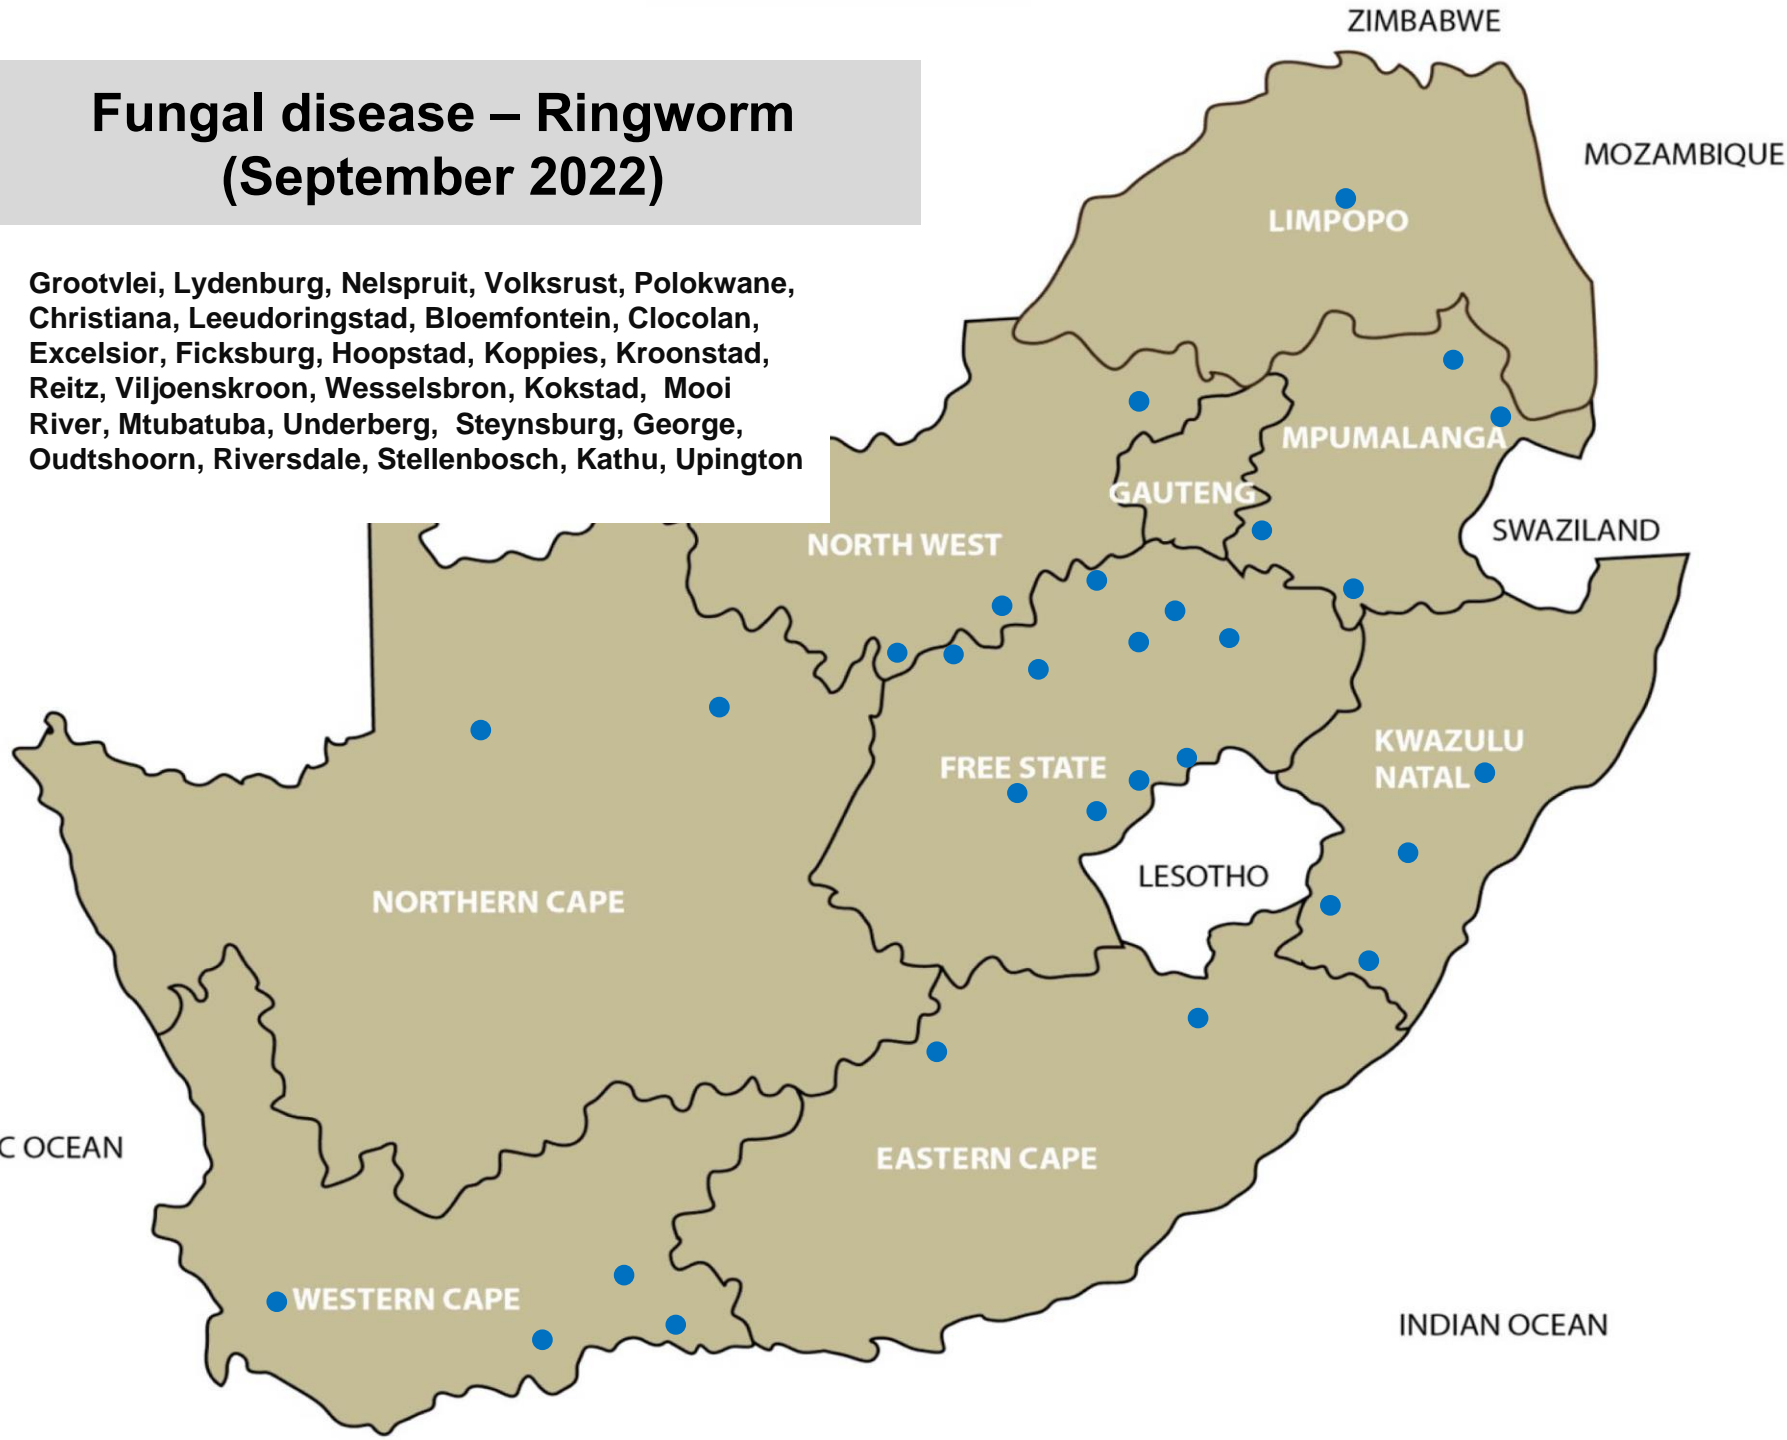 ZIMBABWE
Fungal disease – Ringworm
(September 2022)
MOZAMBIQUE
LIMPOPO
Grootvlei, Lydenburg, Nelspruit, Volksrust, Polokwane,
Christiana, Leeudoringstad, Bloemfontein, Clocolan,
Excelsior, Ficksburg, Hoopstad, Koppies, Kroonstad,
Reitz, Viljoenskroon, Wesselsbron, Kokstad, Mooi
River, Mtubatuba, Underberg, Steynsburg, George,
Oudtshoorn, Riversdale, Stellenbosch, Kathu, Upington
MPUMALANGA
GAUTENG
SWAZILAND
NORTH WEST
KWAZULU
NATAL
FREE STATE
LESOTHO
NORTHERN CAPE
C OCEAN
EASTERN CAPE
WESTERN CAPE
INDIAN OCEAN